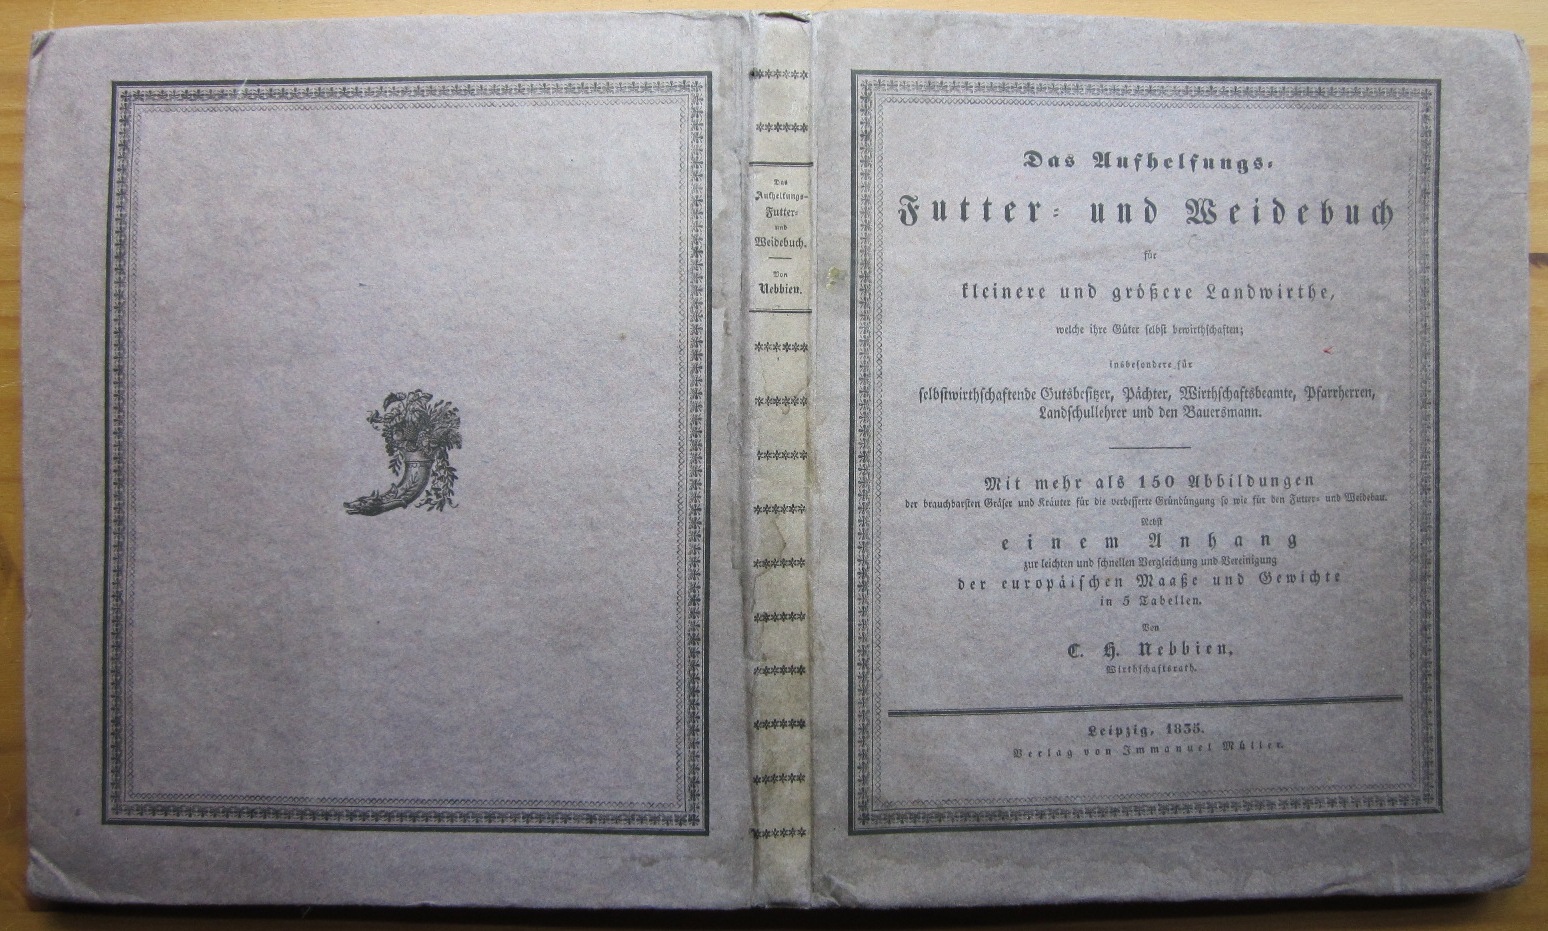 Das
Aufhelfungs-
Futter-
und
Weidebuch.
Von
Nebbien.
Das Aufhelfungs-
Futter- und Weidebuch
für
kleinere und größere Landwirthe,
welche ihre Güter selbst bewirthschaften;
insbesondere für
selbstwirthschaftende Gutsbesitzer, Pächter, Wirthschaftsbeamte, Pfarrherren,
Landschullehrer und den Bauersmann.
Mit mehr als 150 Abbildungen
der brauchbarsten Gräser und Kräuter für die verbesserte Gründüngung so wie für den Futter- und Weidebau.
Nebst
einem Anhang
zur leichten und schnellen Vergleichung und Vereinigung
der europäischen Maaße und Gewichte
in 5 Tabellen.
Von
C. H. Nebbien,
Wirthschaftsrath.
Leipzig, 1835.
Verlag von Immanuel Müller.